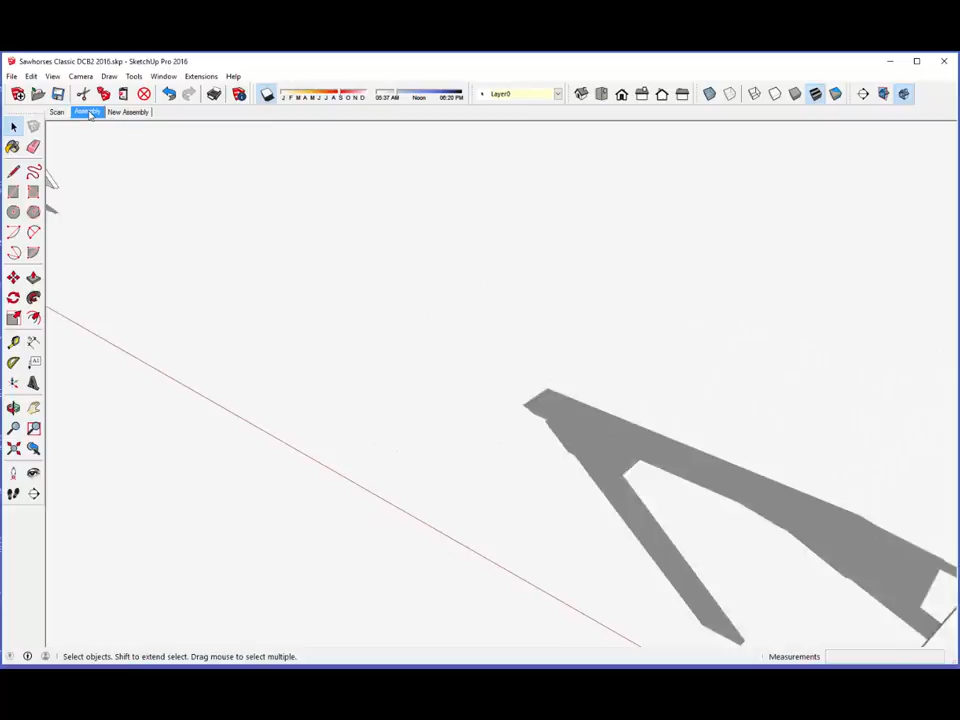 Sawhorses Classic DCB2 2016.skp - SketchUp Pro 2016
File Edit View Camera Draw Tools Window Extensions Help
J F M A M J J A S O N D 05:37 AM Noon 06:20 PM Layer0
Scan Assembly New Assembly
Select objects. Shift to extend select. Drag mouse to select multiple. Measurements